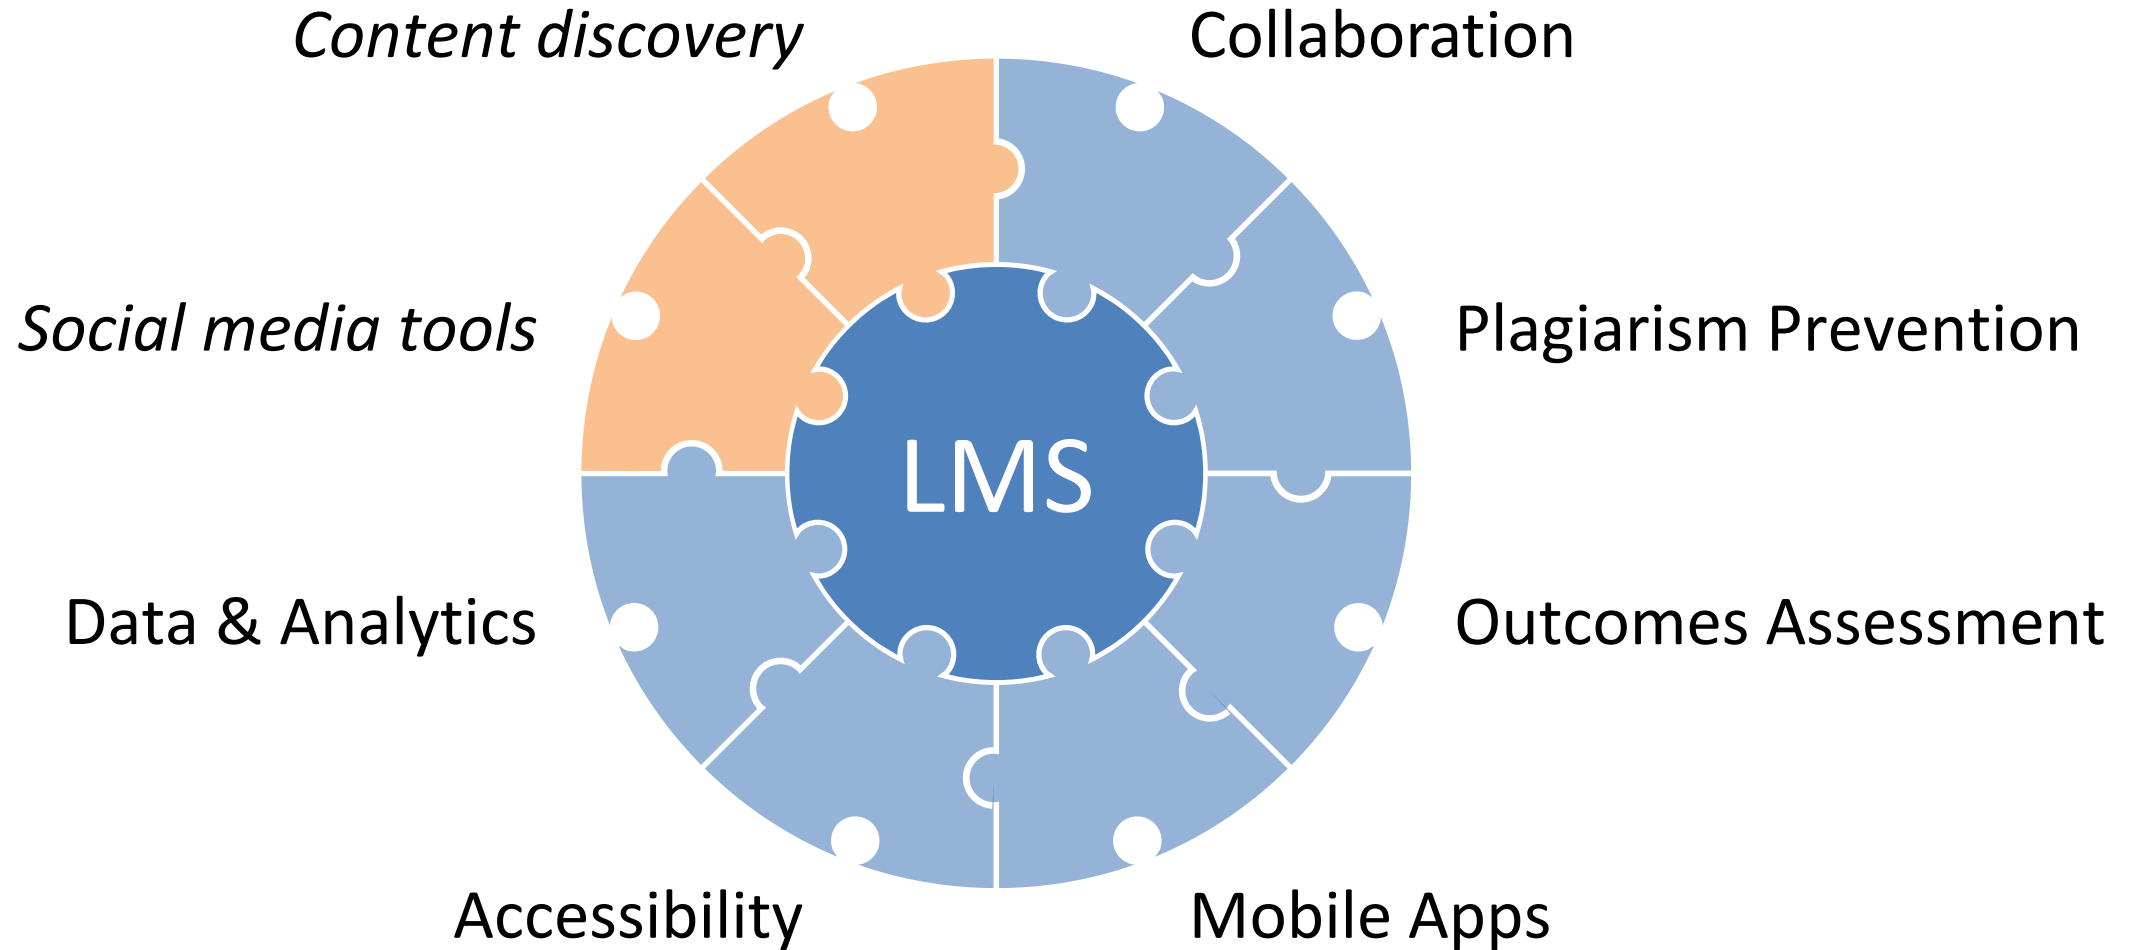 Content discovery
Collaboration
Social media tools
Plagiarism Prevention
LMS
Data & Analytics
Outcomes Assessment
Accessibility
Mobile Apps